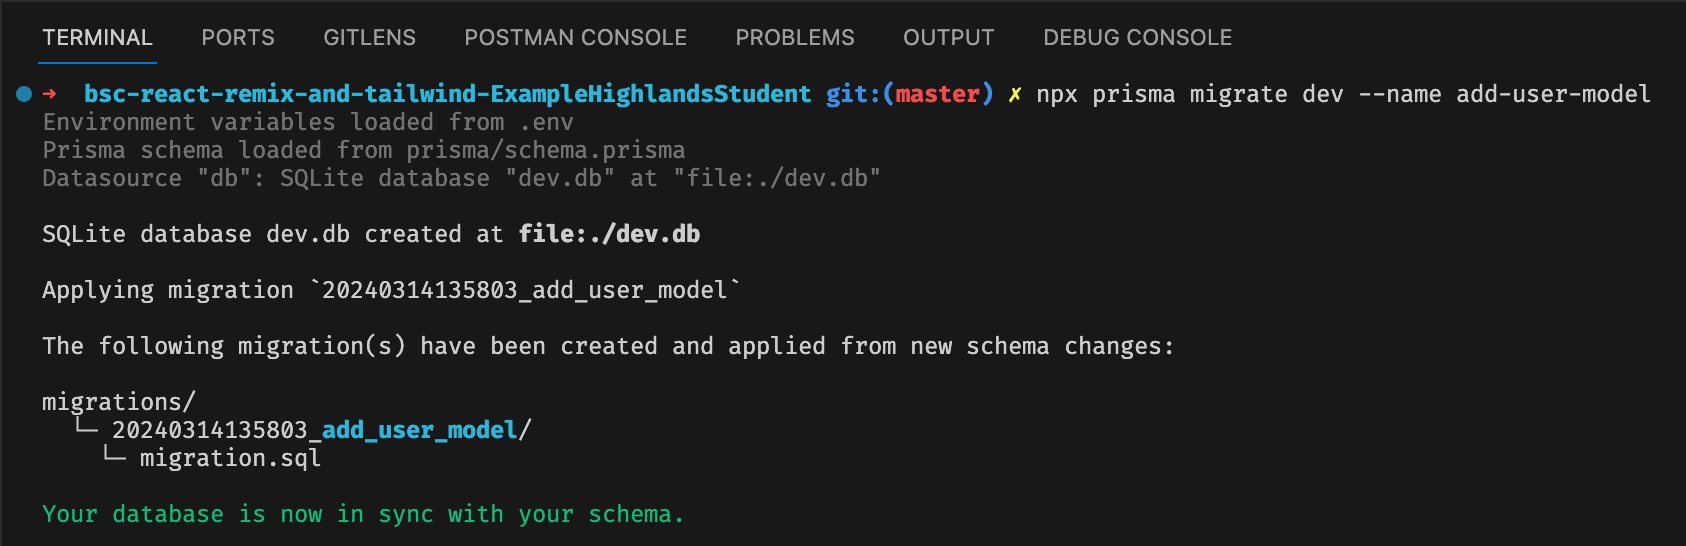 TERMINAL PORTS GITLENS POSTMAN CONSOLE PROBLEMS OUTPUT DEBUG CONSOLE
➜ bsc-react-remix-and-tailwind-ExampleHighlandsStudent git:(master) ✗ npx prisma migrate dev --name add-user-model
Environment variables loaded from .env
Prisma schema loaded from prisma/schema.prisma
Datasource "db": SQLite database "dev.db" at "file:./dev.db"
SQLite database dev.db created at file:./dev.db
Applying migration `20240314135803_add_user_model`
The following migration(s) have been created and applied from new schema changes:
migrations/
└─ 20240314135803_add_user_model/
└─ migration.sql
Your database is now in sync with your schema.